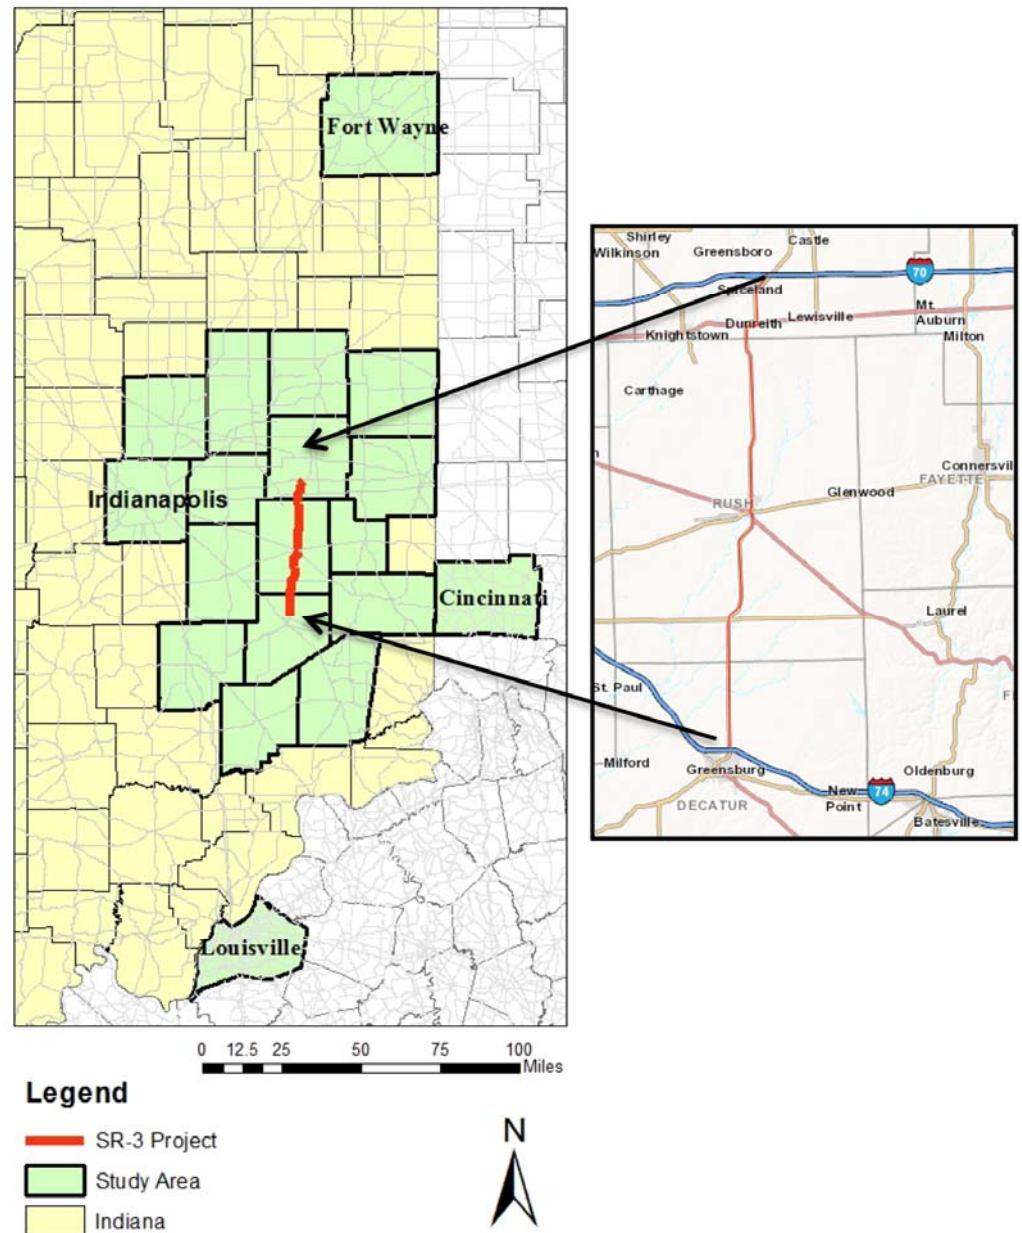 Fort Wayne
Indianapolis
Cincinnati
Louisville
Shirley
Wilkinson
Greensboro
Castle
70
Spiceland
Mt.
Auburn
Dunreith
Lewisville
Knightstown
Milton
Carthage
n
Connersvil
FAYETTE
Glenwood
RUSH
Laurel
St. Paul
F
Milford
Greensburg
Oldenburg
74
New
Point
DECATUR
Batesville
0 12.5 25 50 75 100
Miles
Legend
SR-3 Project
Study Area
Indiana
N